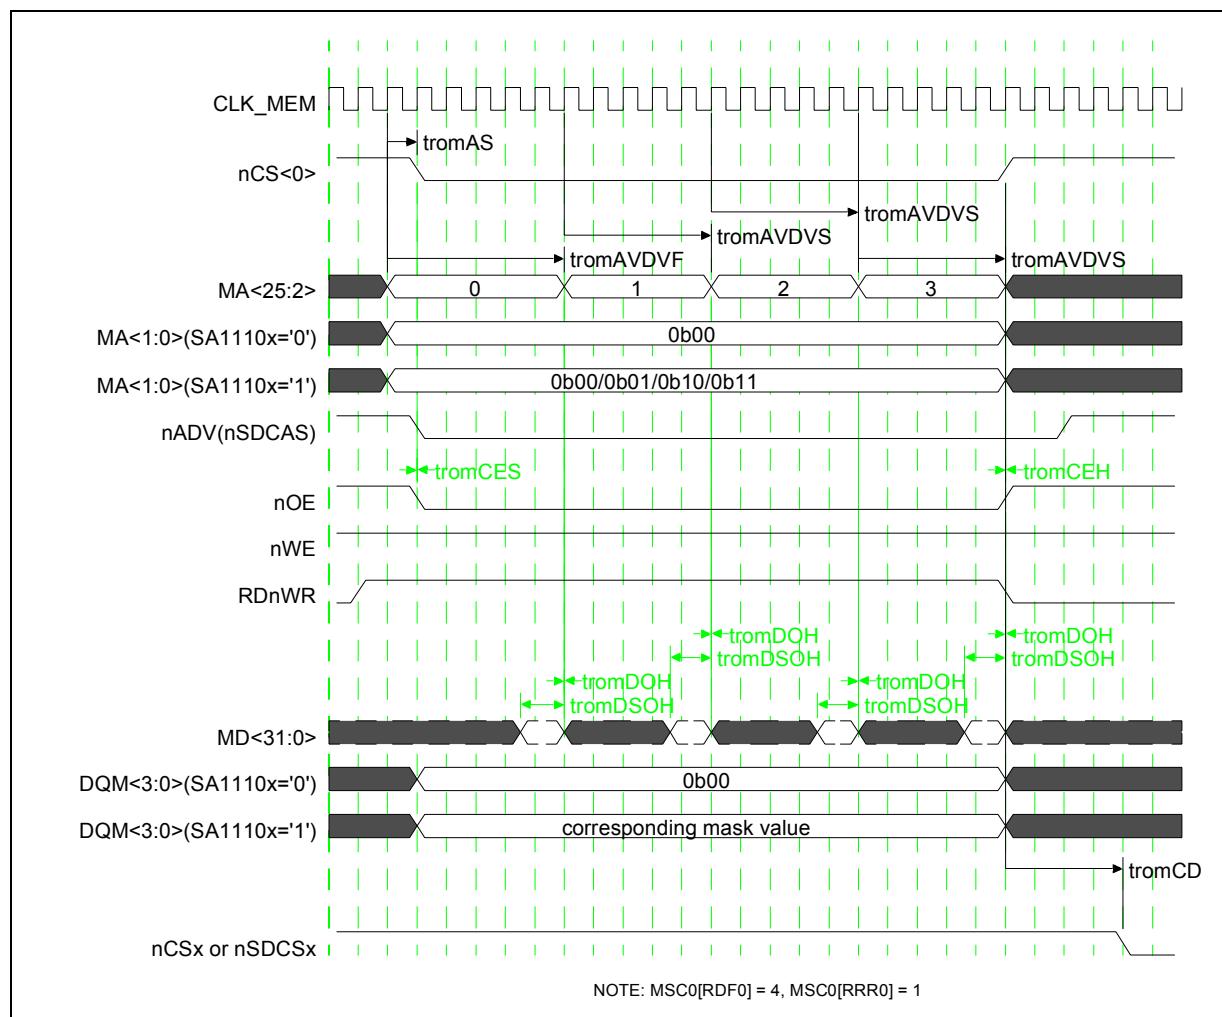 CLK_MEM
tromAS
nCS<0>
tromAVDVS
tromAVDVS
tromAVDVF
tromAVDVS
MA<25:2>
0
1
2
3
MA<1:0>(SA1110x='0')
0b00
MA<1:0>(SA1110x='1')
0b00/0b01/0b10/0b11
nADV(nSDCAS)
tromCES
tromCEH
nOE
nWE
RDnWR
tromDOH
tromDOH
tromDSOH
tromDSOH
tromDOH
tromDOH
tromDSOH
tromDSOH
MD<31:0>
DQM<3:0>(SA1110x='0')
0b00
DQM<3:0>(SA1110x='1')
corresponding mask value
tromCD
nCSx or nSDCSx
NOTE: MSC0[RDF0] = 4, MSC0[RRR0] = 1